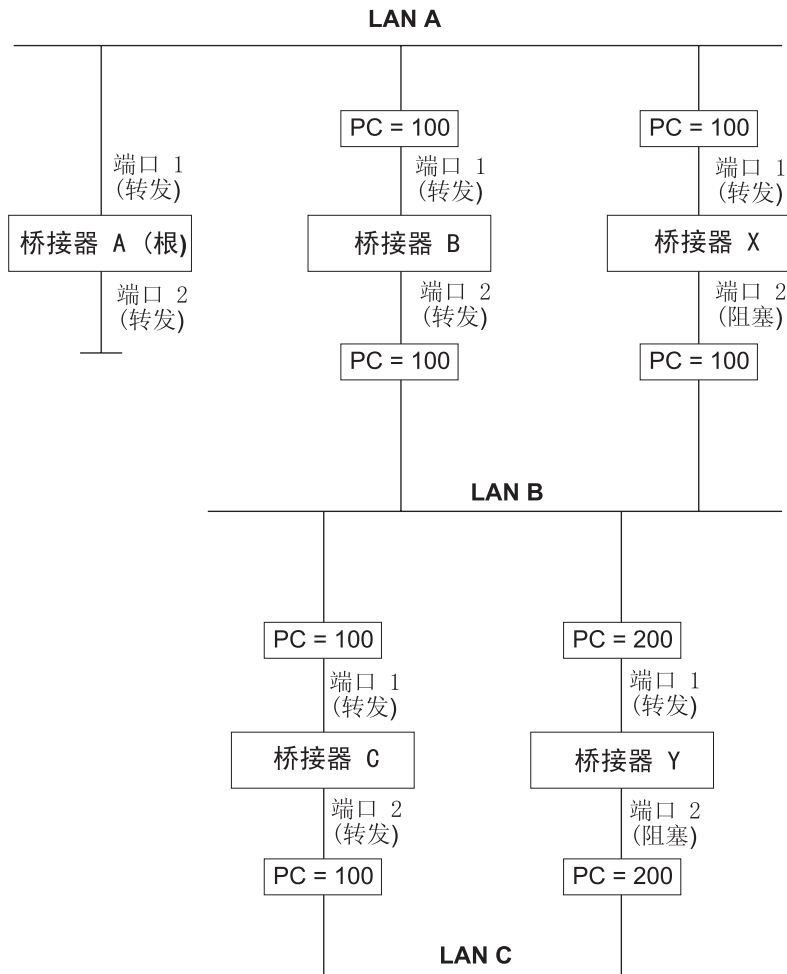 LAN A
PC = 100
PC = 100
端口 1
(转发)
端口 1
(转发)
端口 1
(转发)
桥接器 A (根)
桥接器 B
桥接器 X
端口 2
(转发)
端口 2
(转发)
端口 2
(阻塞)
PC = 100
PC = 100
LAN B
PC = 100
PC = 200
端口 1
(转发)
端口 1
(转发)
桥接器 C
桥接器 Y
端口 2
(转发)
端口 2
(阻塞)
PC = 100
PC = 200
LAN C